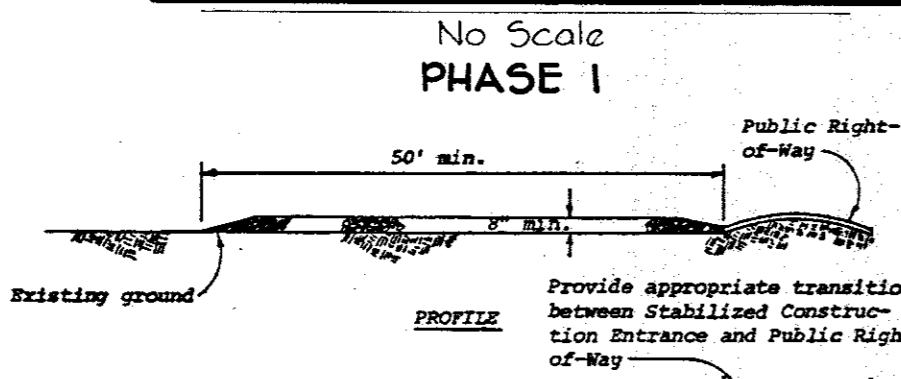 No Scale
PHASE 1
Public Right-
of-Way
50' min.
8" min.
Existing ground
PROFILE
Provide appropriate transitio
between Stabilized Construc-
tion Entrance and Public Righ
of-Way